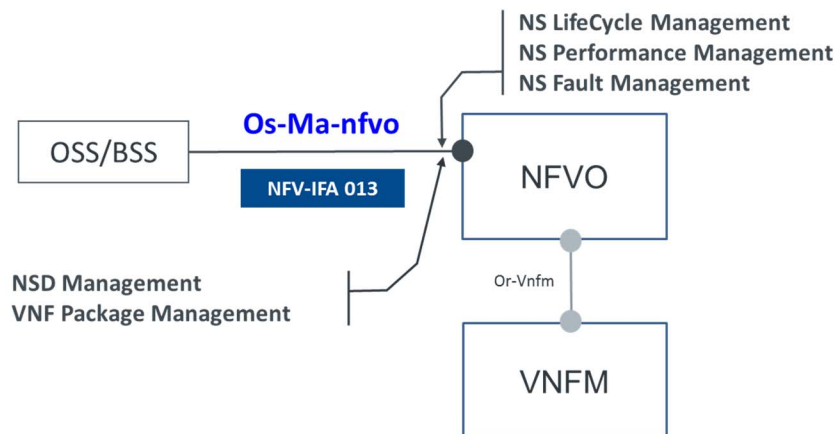 NS LifeCycle Management
NS Performance Management
NS Fault Management
Os-Ma-nfvo
OSS/BSS
NFV-IFA 013
NFVO
NSD Management
VNF Package Management
Or-Vnfm
VNFM